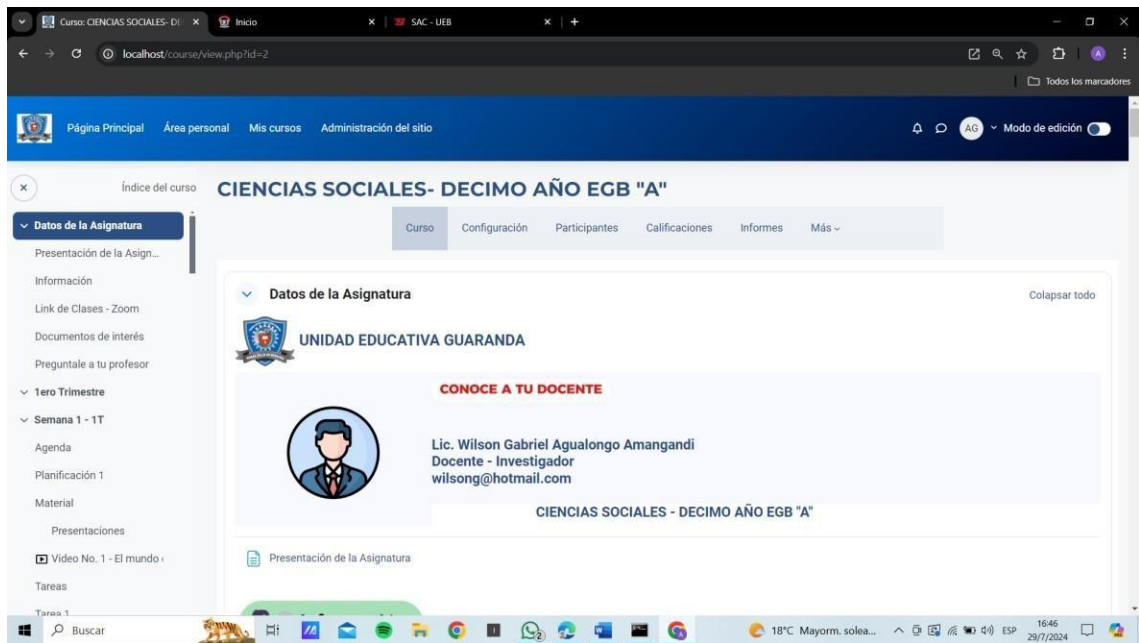 Curso: CIENCIAS SOCIALES- DE
Inicio
SAC - UEB
localhost/course/view.php?id=2
Todos los marcadores
Página Principal Área personal Mis cursos Administración del sitio
AG Modo de edición
Índice del curso
CIENCIAS SOCIALES- DECIMO AÑO EGB "A"
Curso Configuración Participantes Calificaciones Informes Más
Datos de la Asignatura
Presentación de la Asign...
Información
Link de Clases - Zoom
Documentos de interés
Preguntale a tu profesor
1ero Trimestre
Semana 1 - 1T
Agenda
Planificación 1
Material
Presentaciones
Video No. 1 - El mundo
Tareas
Tarea 1
Datos de la Asignatura
Colapsar todo
UNIDAD EDUCATIVA GUARANDA
CONOCE A TU DOCENTE
Lic. Wilson Gabriel Agualongo Amangandi
Docente - Investigador
wilsong@hotmail.com
CIENCIAS SOCIALES - DECIMO AÑO EGB "A"
Presentación de la Asignatura
Buscar
18°C Mayorm. solea...
ESP
16:46
29/7/2024